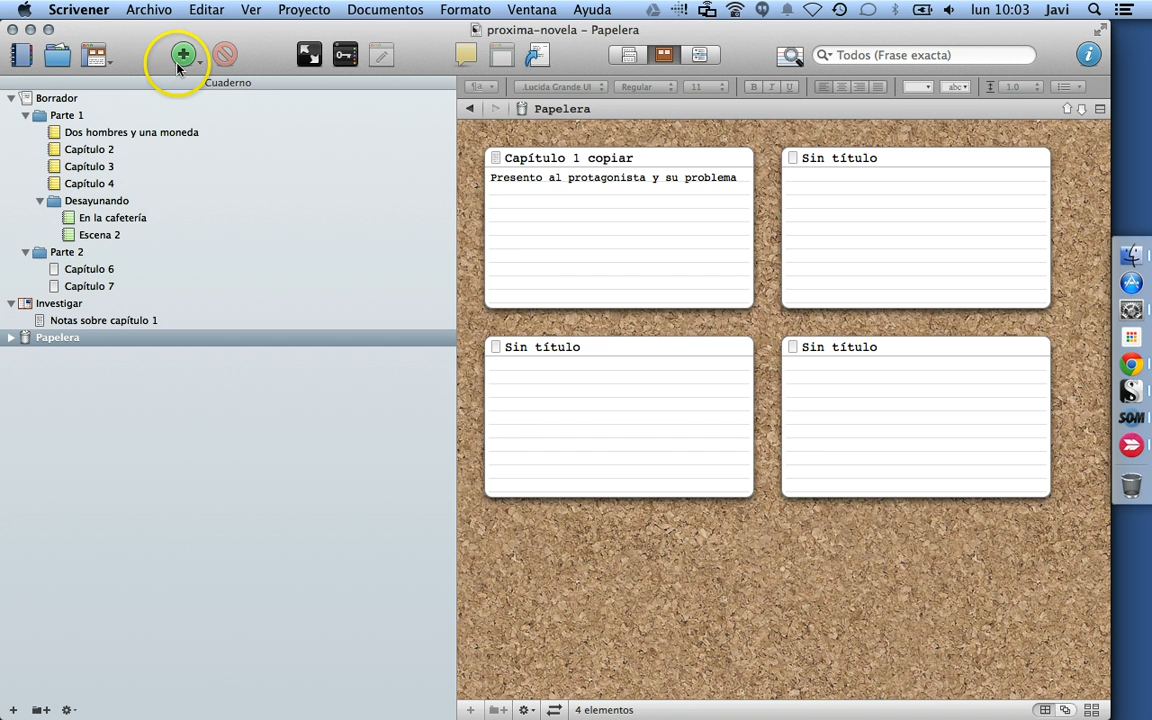 Scrivener Archivo Editar Ver Proyecto Documentos Formato Ventana Ayuda lun 10:03 Javi
proxima-novela – Papelera
Todos (Frase exacta)
Cuaderno
Lucida Grande UI Regular 11 B I U abc 1.0
Papelera
Borrador
Parte 1
Dos hombres y una moneda
Capítulo 2
Capítulo 3
Capítulo 4
Desayunando
En la cafetería
Escena 2
Parte 2
Capítulo 6
Capítulo 7
Investigar
Notas sobre capítulo 1
Papelera
Capítulo 1 copiar
Presento al protagonista y su problema
Sin título
Sin título
Sin título
SOM
4 elementos